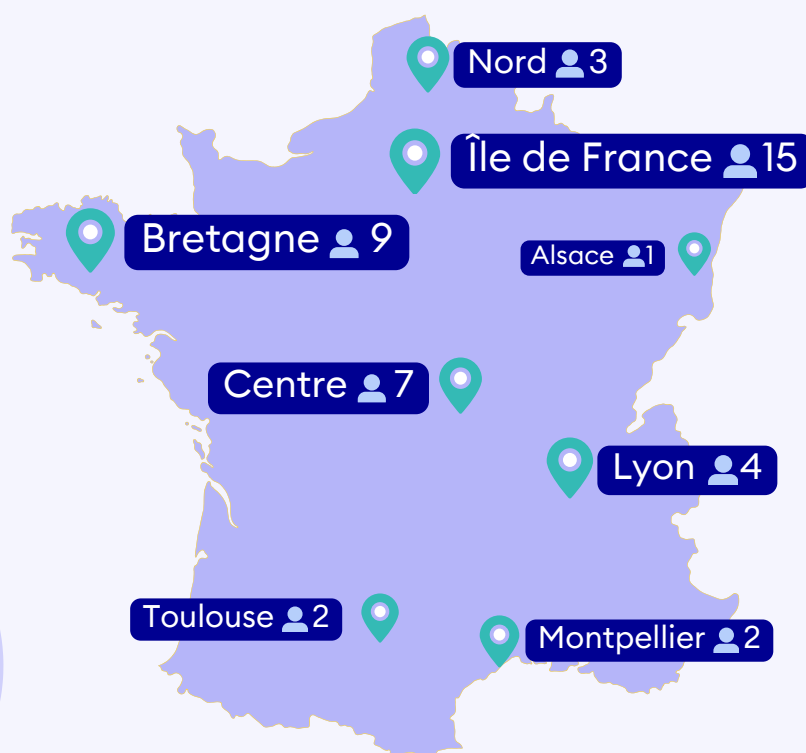 Nord 3
Île de France 15
Bretagne 9
Alsace 1
Centre 7
Lyon 4
Toulouse 2
Montpellier 2